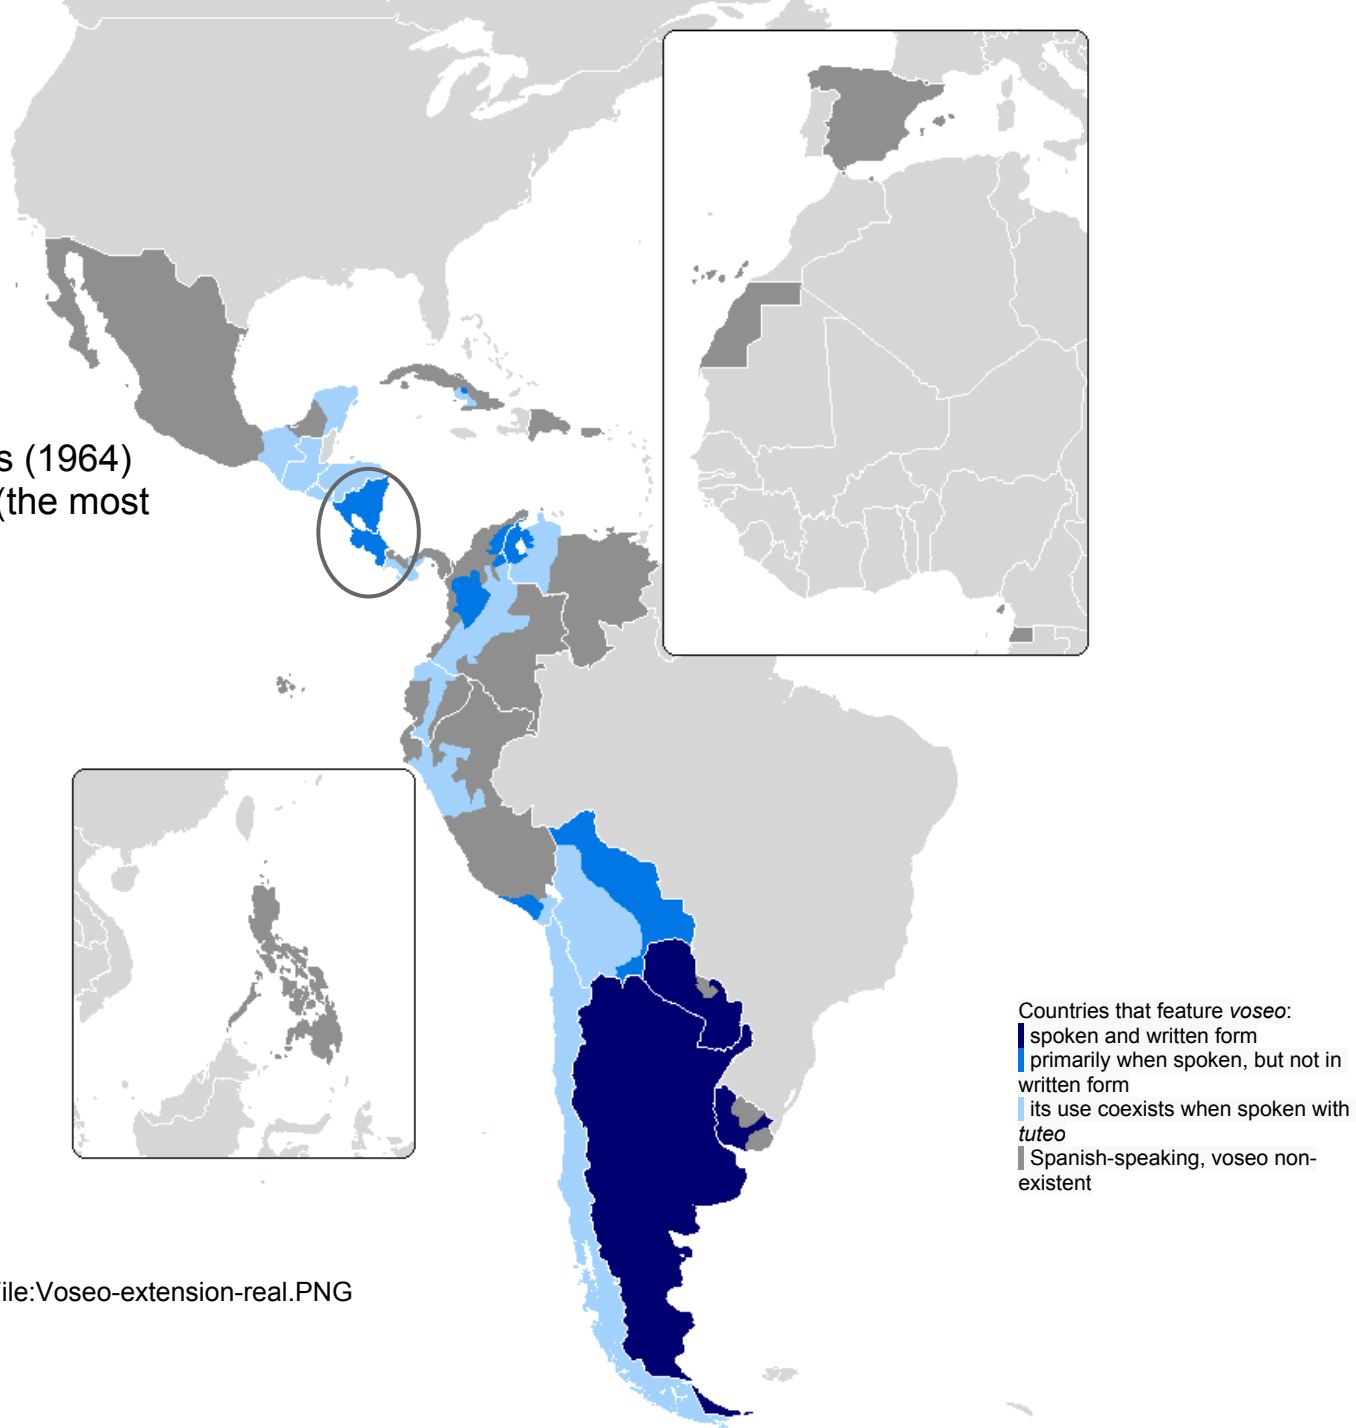 s (1964)
(the most
Countries that feature voseo:
spoken and written form
primarily when spoken, but not in
written form
its use coexists when spoken with
tuteo
Spanish-speaking, voseo non-
existent
ile:Voseo-extension-real.PNG